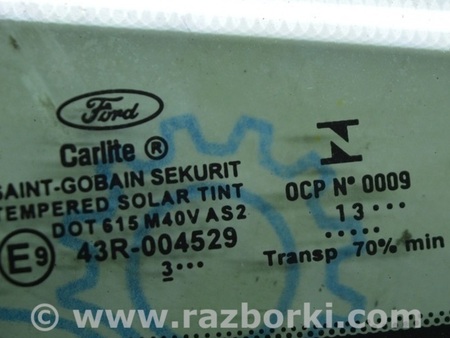 Ford
Carlite ®
SAINT-GOBAIN SEKURIT
TEMPERED SOLAR TINT
DOT 615 M40V AS2
E9 43R-004529
3•••
OCP Nº 0009
13 •••
•••••
Transp 70% min
© www.razborki.com